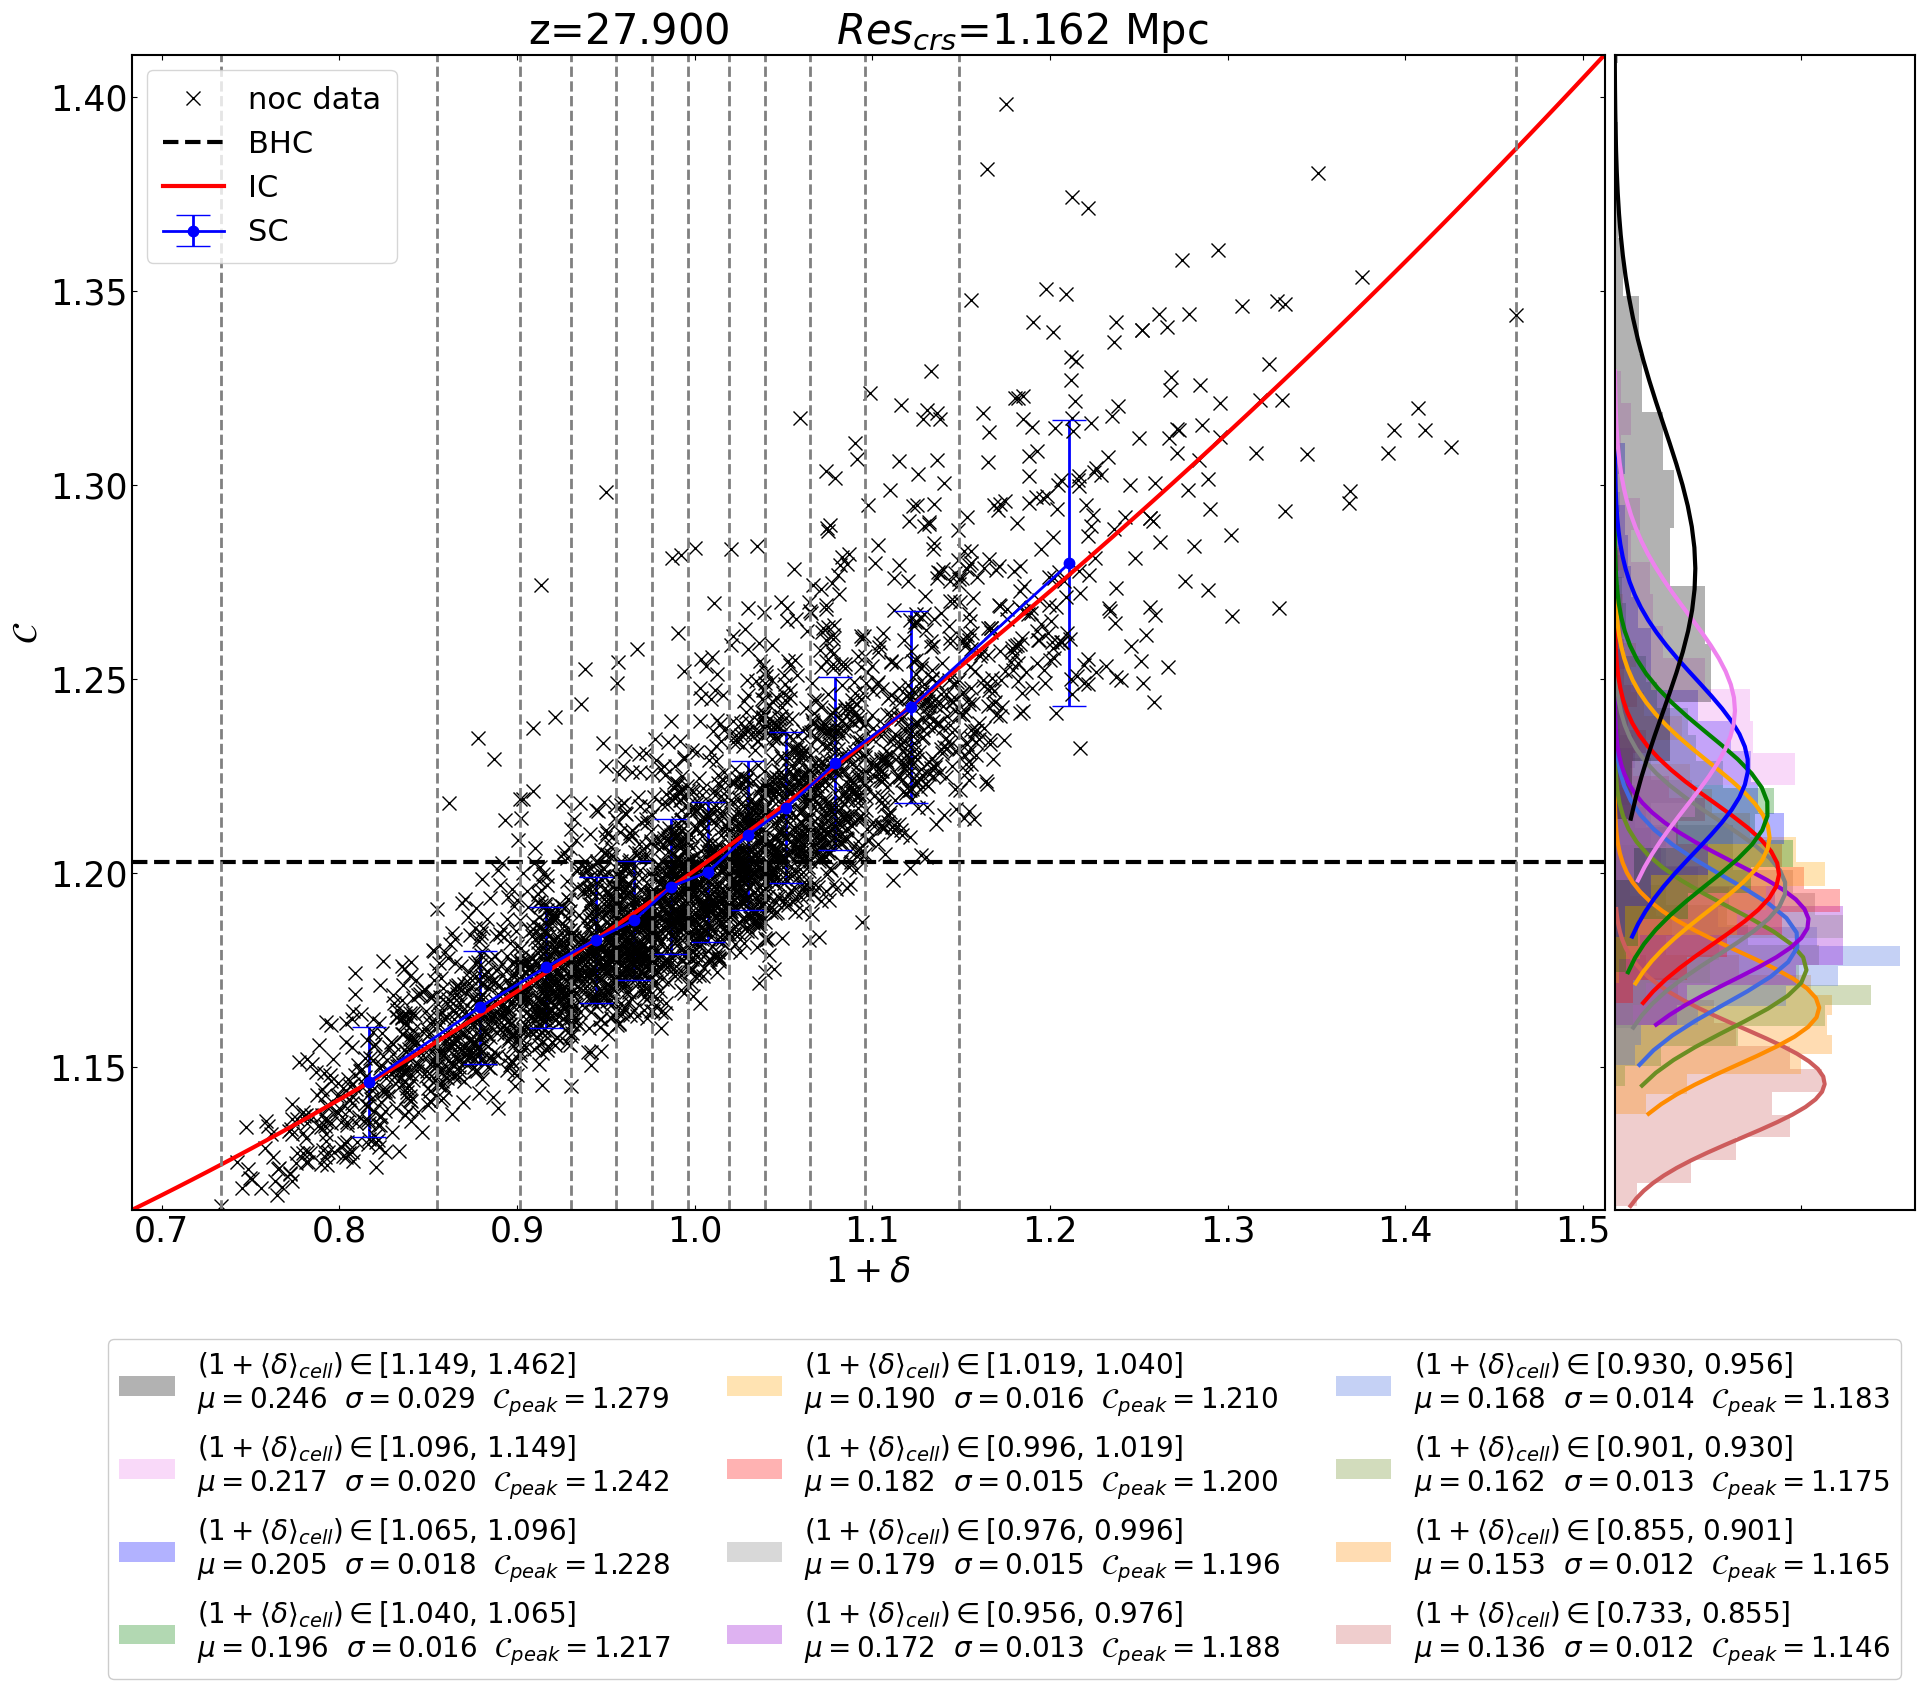 z=27.900 Res_crs=1.162 Mpc
noc data
BHC
IC
SC
1.40
1.35
1.30
1.25
1.20
1.15
𝒞
0.7 0.8 0.9 1.0 1.1 1.2 1.3 1.4 1.5
1 + δ
(1 + ⟨δ⟩_cell) ∈ [1.149, 1.462]
μ = 0.246 σ = 0.029 𝒞_peak = 1.279
(1 + ⟨δ⟩_cell) ∈ [1.096, 1.149]
μ = 0.217 σ = 0.020 𝒞_peak = 1.242
(1 + ⟨δ⟩_cell) ∈ [1.065, 1.096]
μ = 0.205 σ = 0.018 𝒞_peak = 1.228
(1 + ⟨δ⟩_cell) ∈ [1.040, 1.065]
μ = 0.196 σ = 0.016 𝒞_peak = 1.217
(1 + ⟨δ⟩_cell) ∈ [1.019, 1.040]
μ = 0.190 σ = 0.016 𝒞_peak = 1.210
(1 + ⟨δ⟩_cell) ∈ [0.996, 1.019]
μ = 0.182 σ = 0.015 𝒞_peak = 1.200
(1 + ⟨δ⟩_cell) ∈ [0.976, 0.996]
μ = 0.179 σ = 0.015 𝒞_peak = 1.196
(1 + ⟨δ⟩_cell) ∈ [0.956, 0.976]
μ = 0.172 σ = 0.013 𝒞_peak = 1.188
(1 + ⟨δ⟩_cell) ∈ [0.930, 0.956]
μ = 0.168 σ = 0.014 𝒞_peak = 1.183
(1 + ⟨δ⟩_cell) ∈ [0.901, 0.930]
μ = 0.162 σ = 0.013 𝒞_peak = 1.175
(1 + ⟨δ⟩_cell) ∈ [0.855, 0.901]
μ = 0.153 σ = 0.012 𝒞_peak = 1.165
(1 + ⟨δ⟩_cell) ∈ [0.733, 0.855]
μ = 0.136 σ = 0.012 𝒞_peak = 1.146